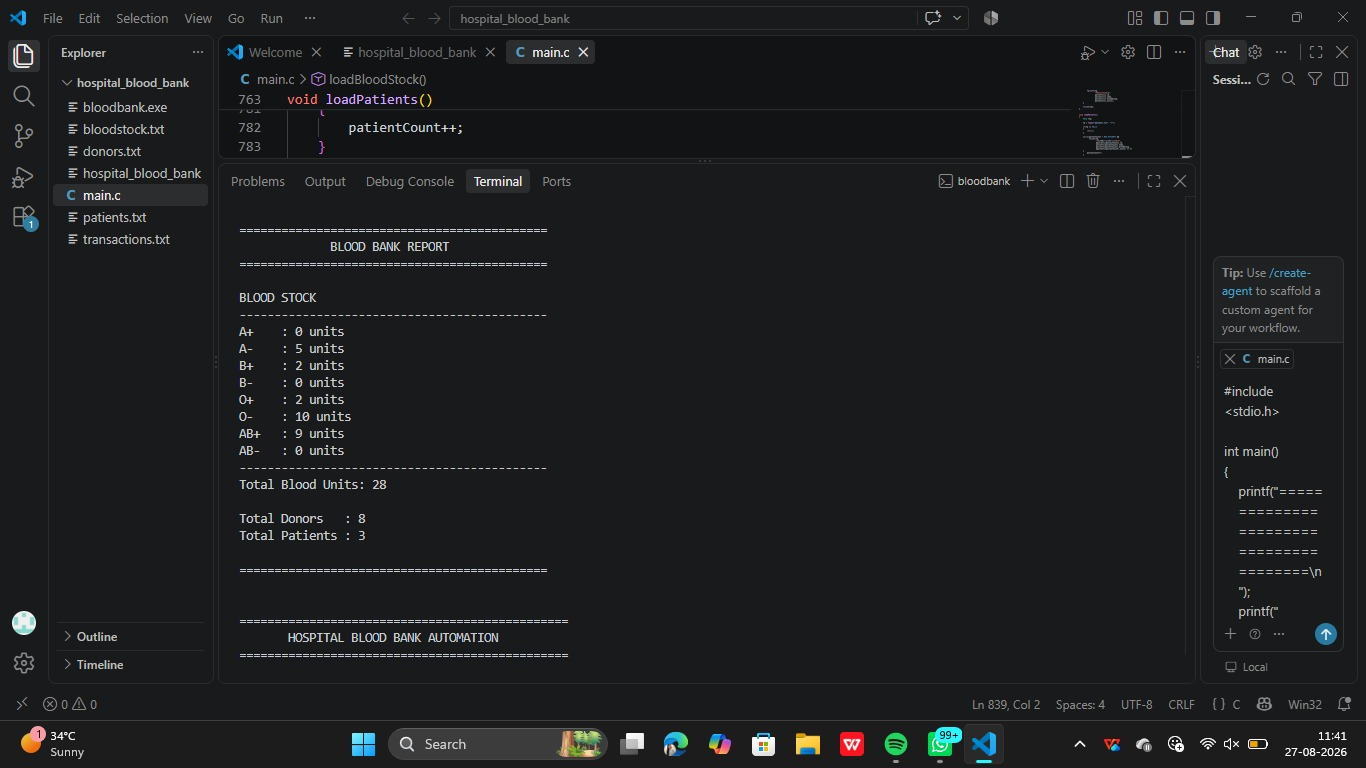 File Edit Selection View Go Run ···
hospital_blood_bank
Explorer ···
hospital_blood_bank
bloodbank.exe
bloodstock.txt
donors.txt
hospital_blood_bank
main.c
patients.txt
transactions.txt
Outline
Timeline
1
Welcome
hospital_blood_bank
C main.c
C main.c > loadBloodStock()
763 void loadPatients()
781 {
782 patientCount++;
783 }
Problems Output Debug Console Terminal Ports
bloodbank
============================================
BLOOD BANK REPORT
============================================
BLOOD STOCK
--------------------------------------------
A+ : 0 units
A- : 5 units
B+ : 2 units
B- : 0 units
O+ : 2 units
O- : 10 units
AB+ : 9 units
AB- : 0 units
--------------------------------------------
Total Blood Units: 28
Total Donors : 8
Total Patients : 3
============================================
===============================================
HOSPITAL BLOOD BANK AUTOMATION
===============================================
Chat
Sessi...
Tip: Use /create-
agent to scaffold a
custom agent for
your workflow.
C main.c
#include
<stdio.h>
int main()
{
printf("=====
=========
=========
=========
========\n
");
printf("
Local
0 0
Ln 839, Col 2 Spaces: 4 UTF-8 CRLF { } C Win32
1
34°C
Sunny
Search
W
99+
11:41
27-08-2026